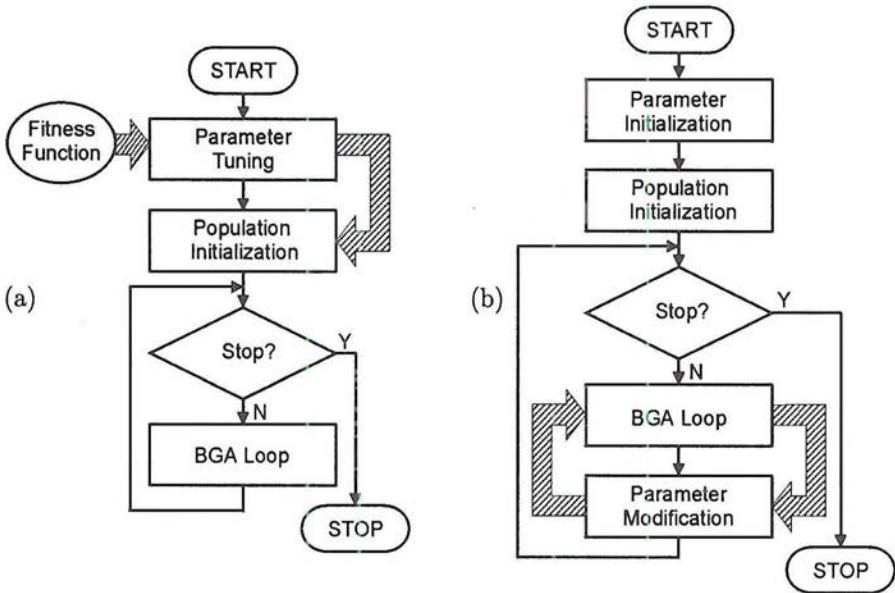 (a)
START
Fitness
Function
Parameter
Tuning
Population
Initialization
Stop?
Y
N
BGA Loop
STOP
(b)
START
Parameter
Initialization
Population
Initialization
Stop?
Y
N
BGA Loop
Parameter
Modification
STOP